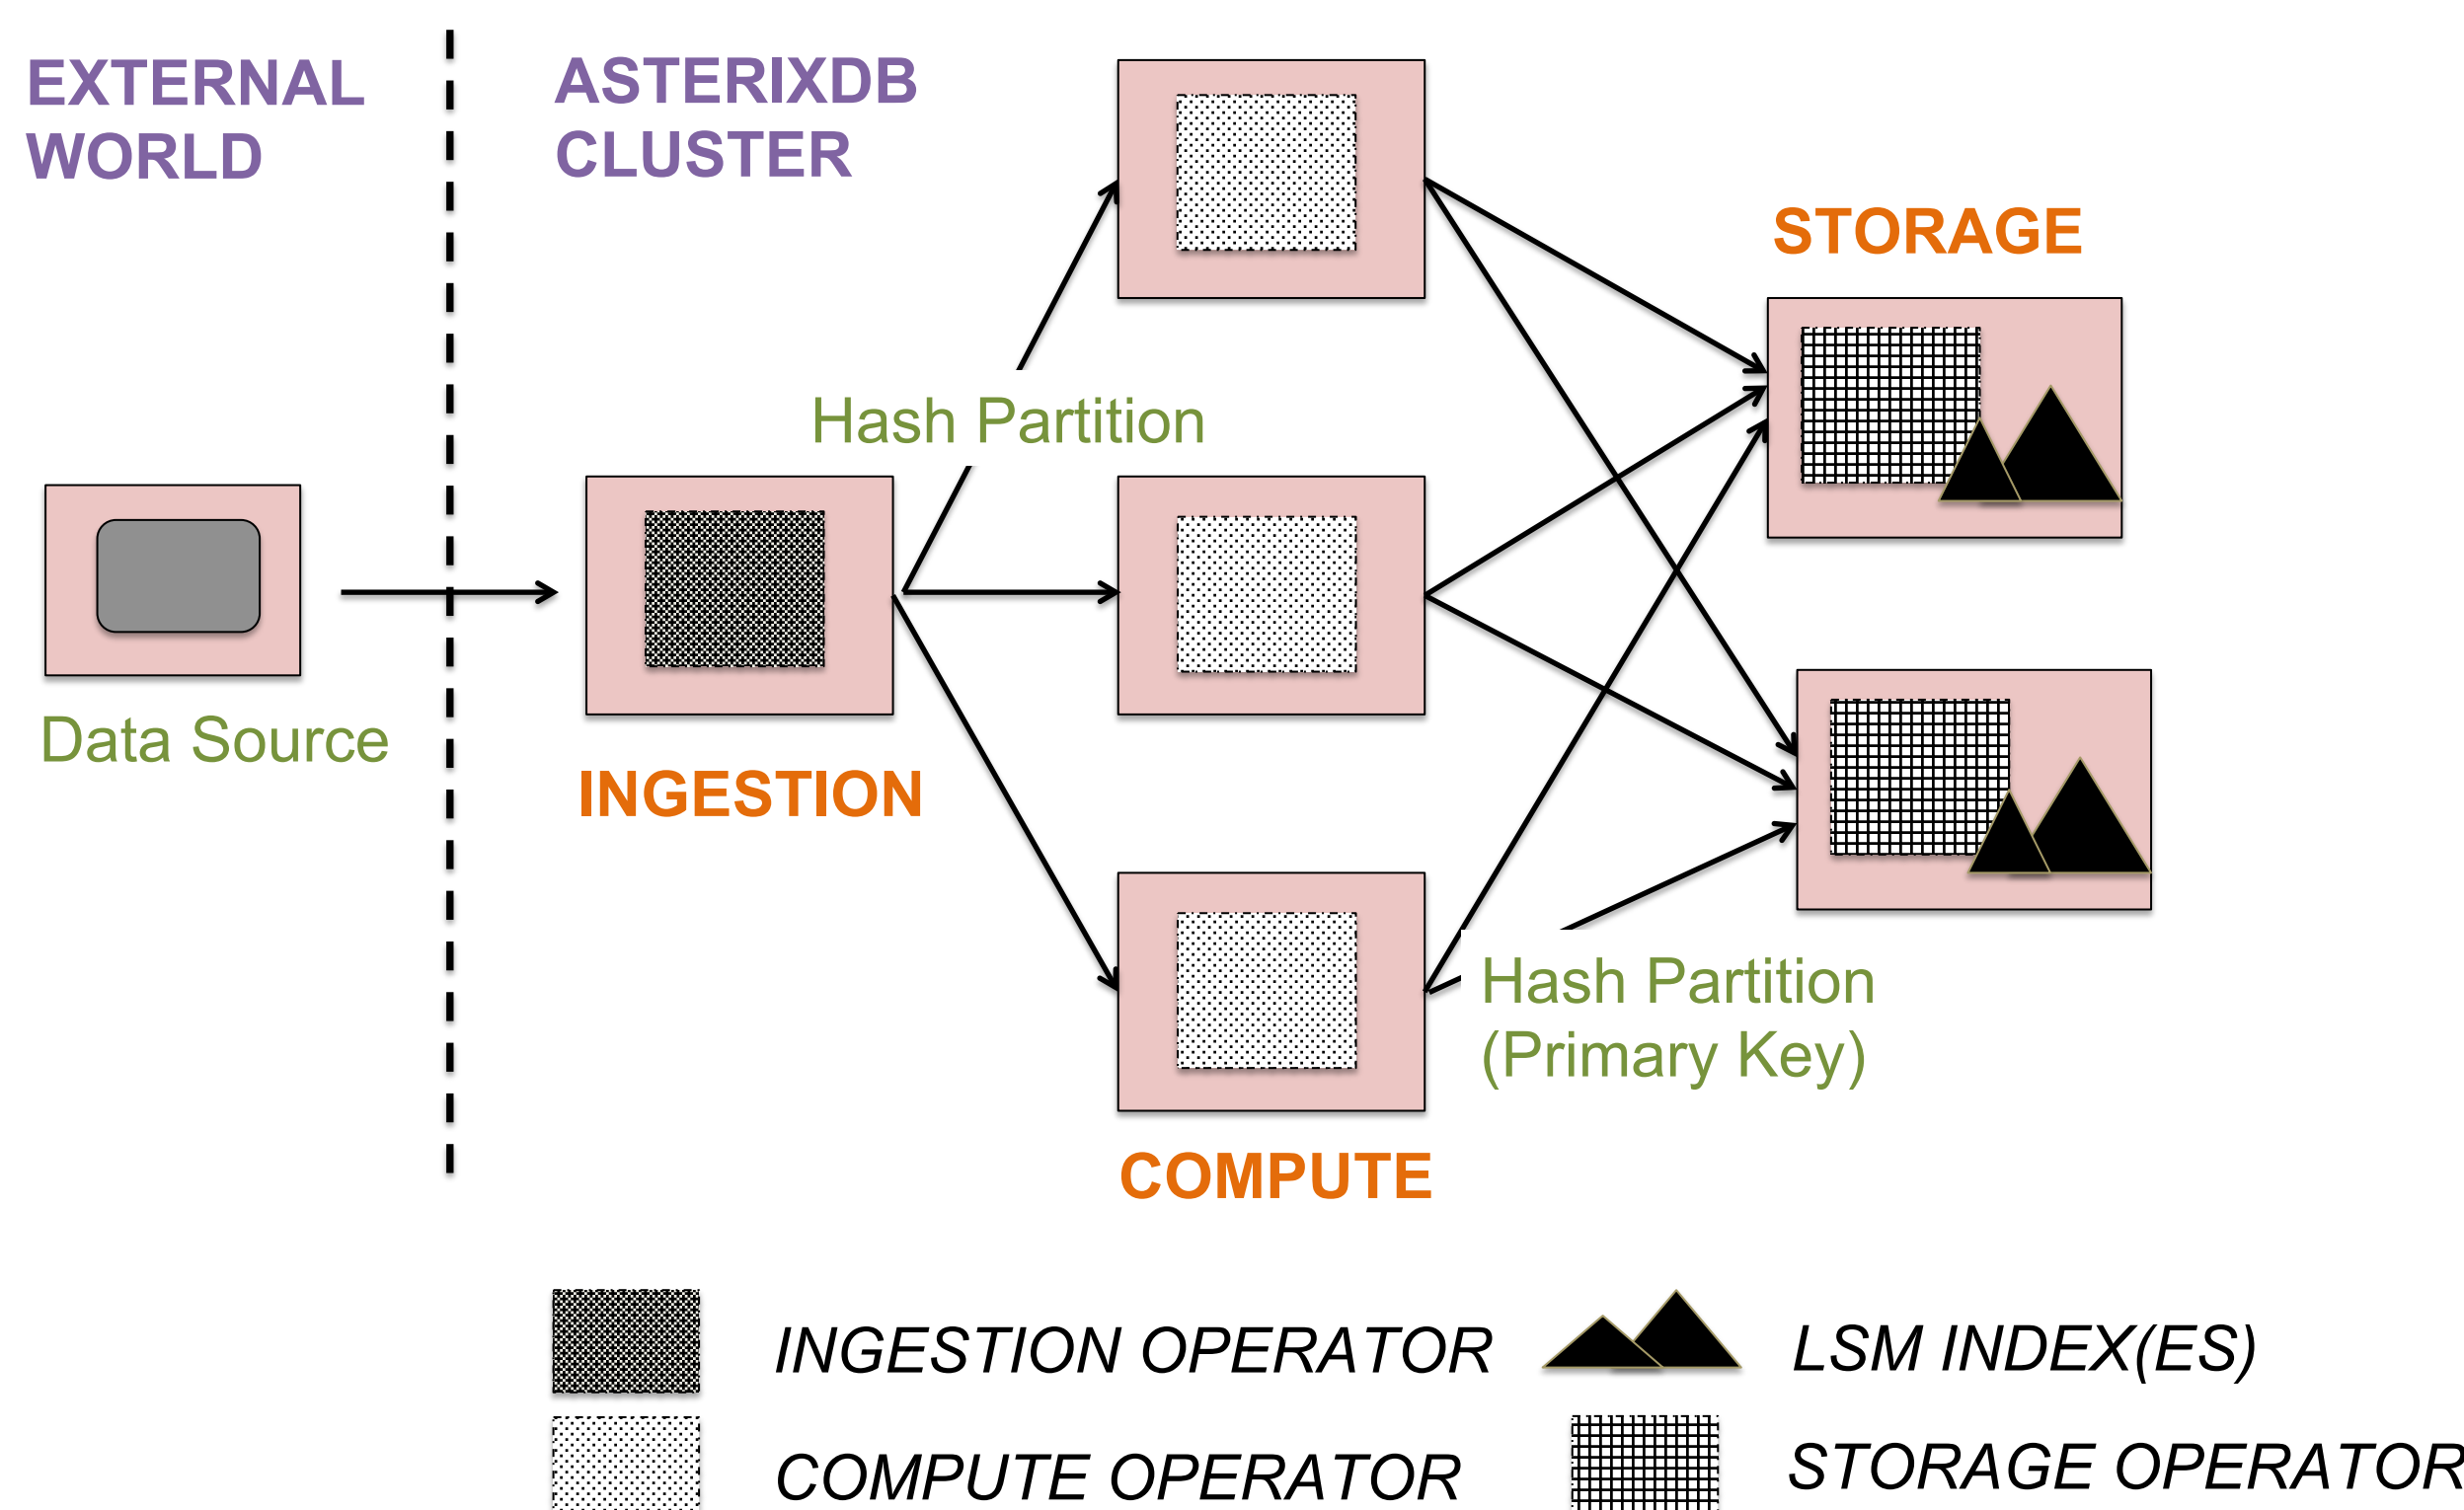 EXTERNAL
WORLD
ASTERIXDB
CLUSTER
STORAGE
Hash Partition
Data Source
INGESTION
Hash Partition
(Primary Key)
COMPUTE
INGESTION OPERATOR
LSM INDEX(ES)
COMPUTE OPERATOR
STORAGE OPERATOR